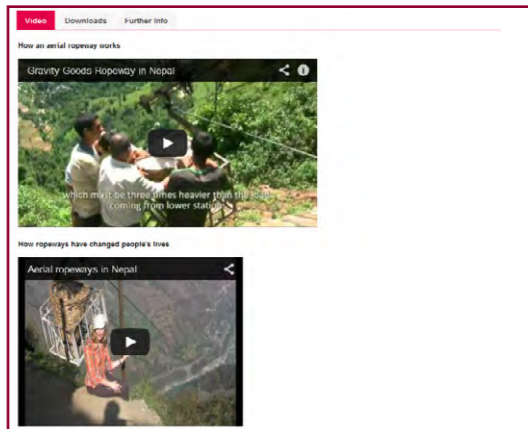 Video Downloads Further Info
How an aerial ropeway works
Gravity Goods Ropeway in Nepal
which must be three times heavier than the loads
coming from lower station
How ropeways have changed people's lives
Aerial ropeways in Nepal